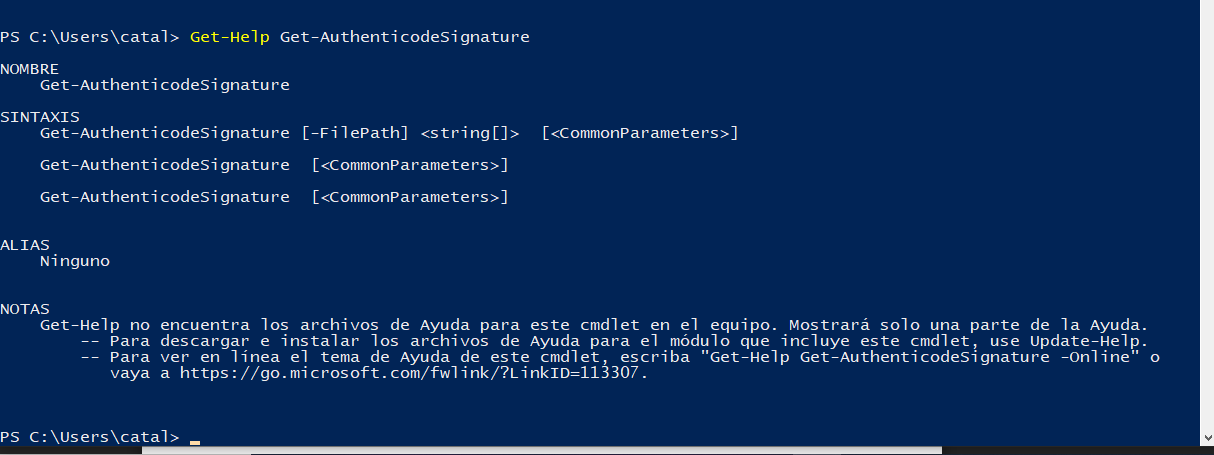 PS C:\Users\catal> Get-Help Get-AuthenticodeSignature
NOMBRE
Get-AuthenticodeSignature
SINTAXIS
Get-AuthenticodeSignature [-FilePath] <string[]>  [<CommonParameters>]
Get-AuthenticodeSignature  [<CommonParameters>]
Get-AuthenticodeSignature  [<CommonParameters>]
ALIAS
Ninguno
NOTAS
Get-Help no encuentra los archivos de Ayuda para este cmdlet en el equipo. Mostrará solo una parte de la Ayuda.
-- Para descargar e instalar los archivos de Ayuda para el módulo que incluye este cmdlet, use Update-Help.
-- Para ver en línea el tema de Ayuda de este cmdlet, escriba "Get-Help Get-AuthenticodeSignature -Online" o
vaya a https://go.microsoft.com/fwlink/?LinkID=113307.
PS C:\Users\catal> _